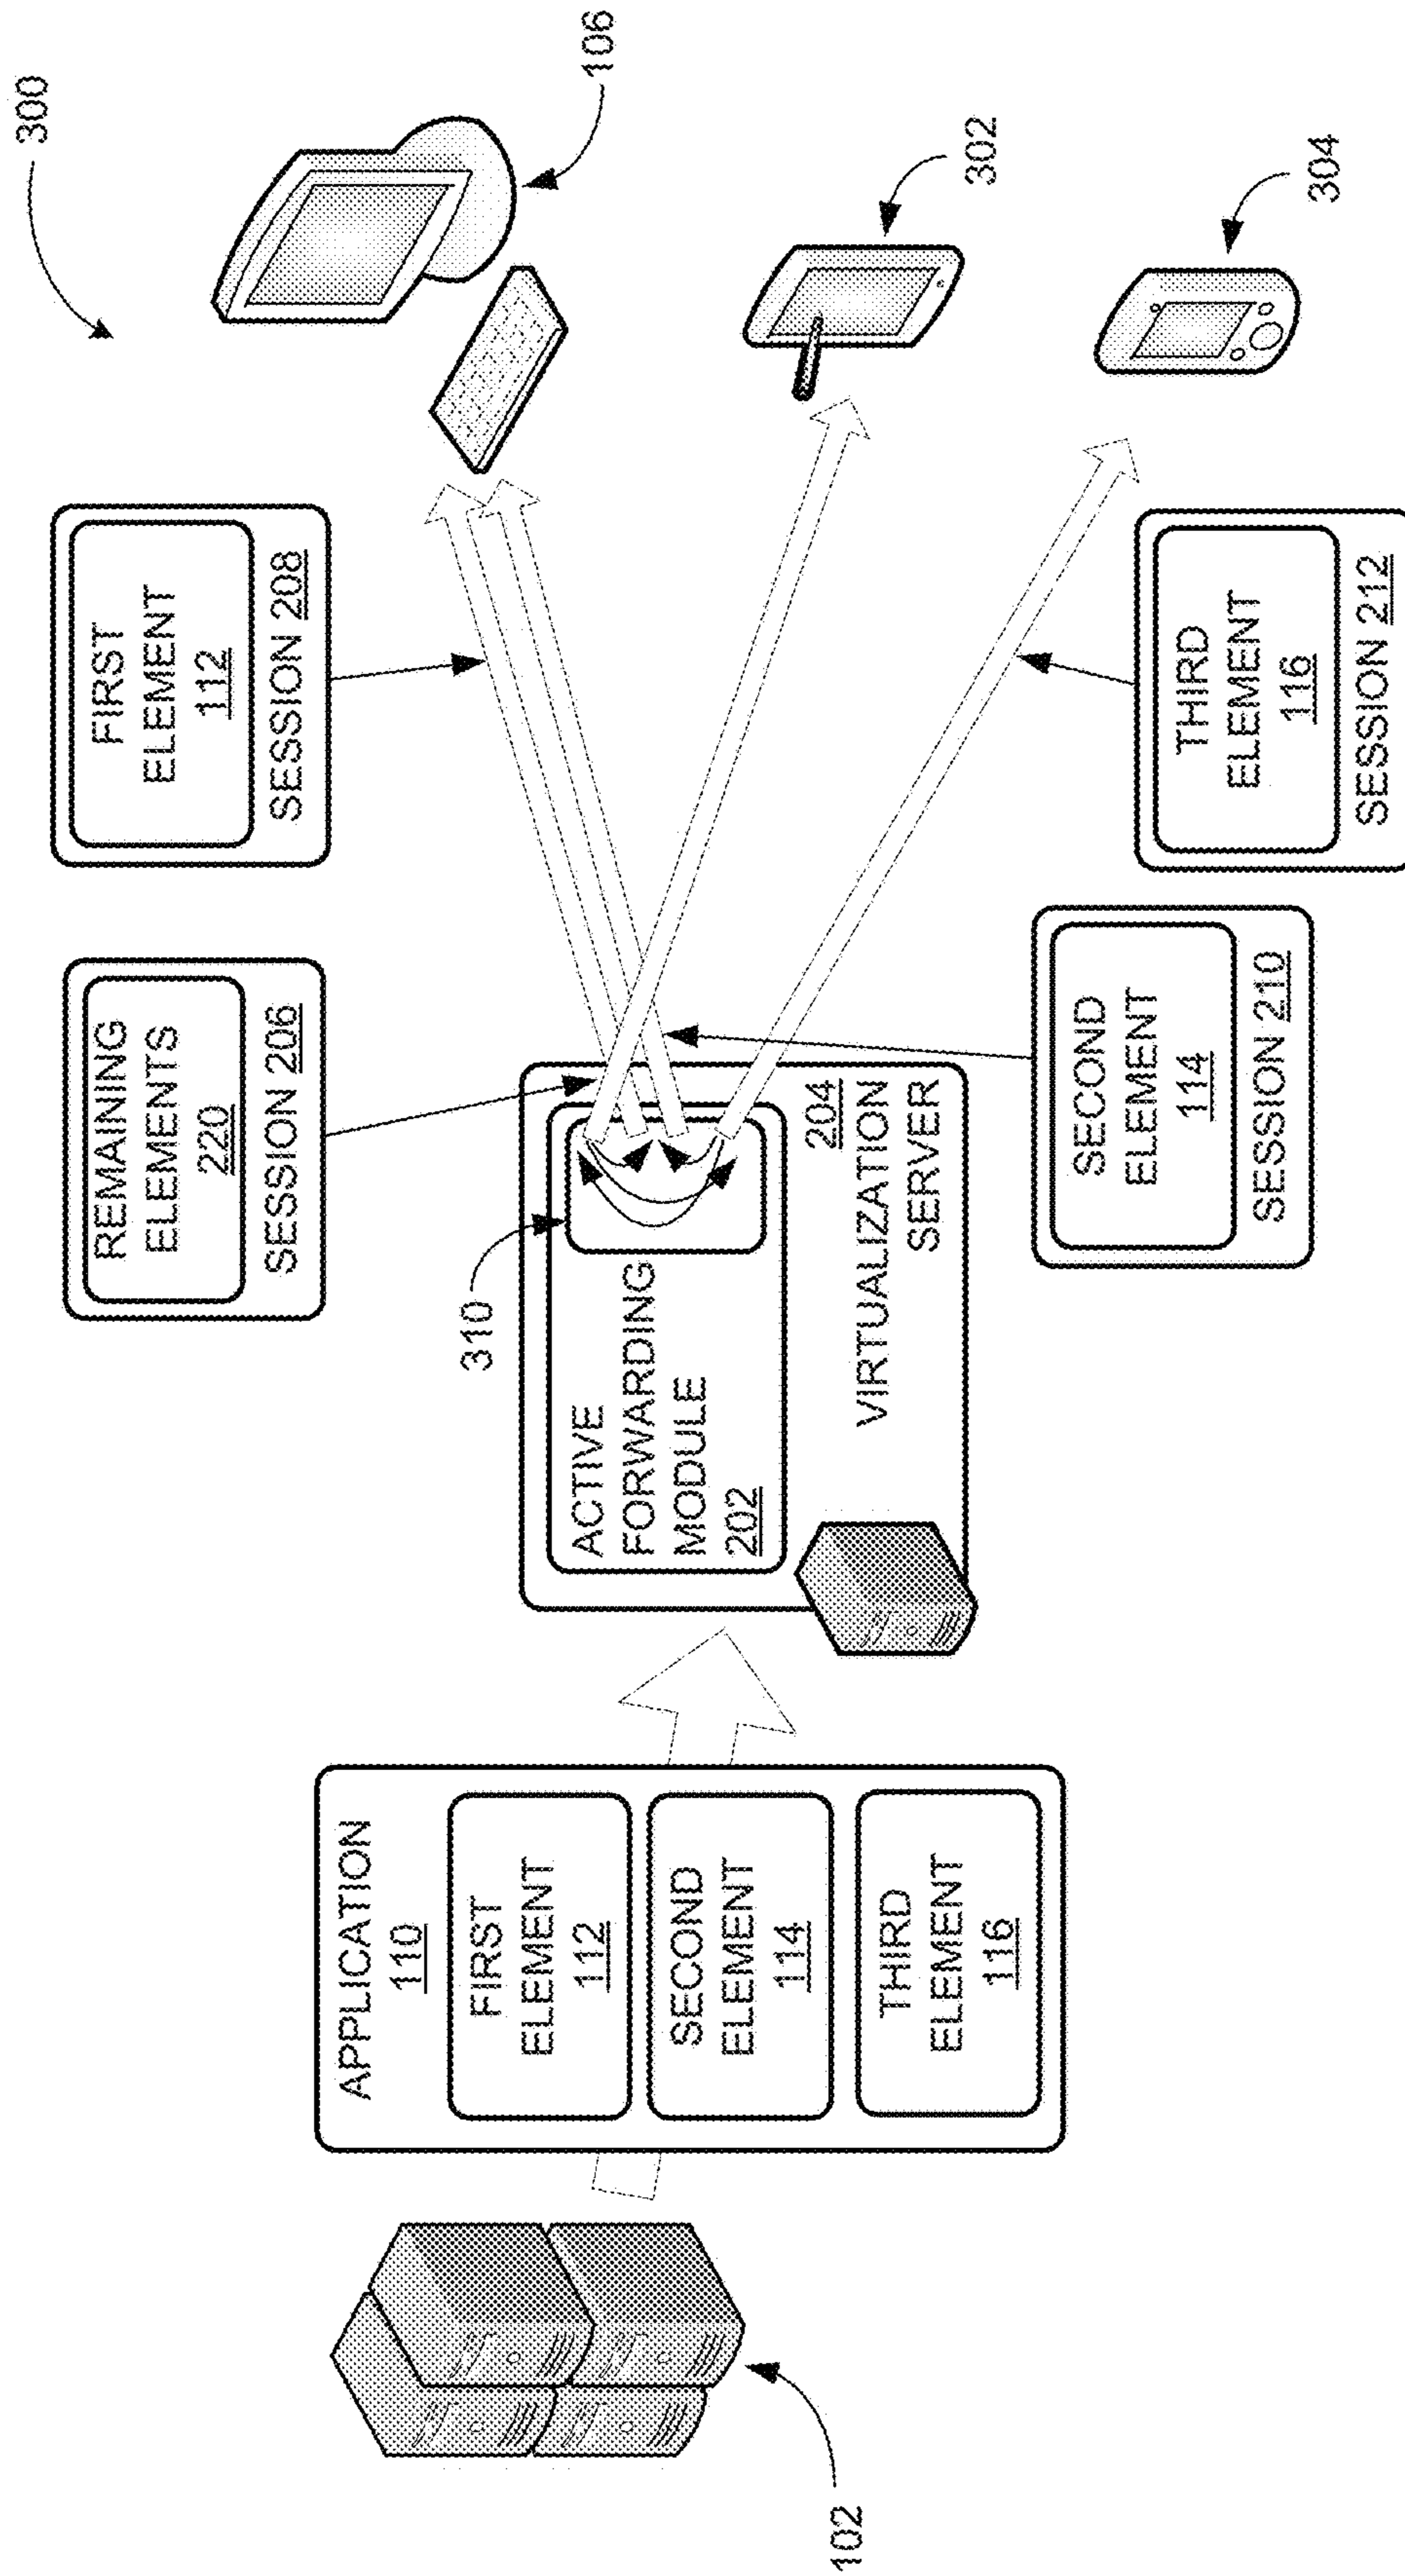 300
106
302
304
FIRST
ELEMENT
112
SESSION 208
REMAINING
ELEMENTS
220
SESSION 206
310
ACTIVE
FORWARDING
MODULE
202
204
VIRTUALIZATION
SERVER
SECOND
ELEMENT
114
SESSION 210
THIRD
ELEMENT
116
SESSION 212
APPLICATION
110
FIRST
ELEMENT
112
SECOND
ELEMENT
114
THIRD
ELEMENT
116
102